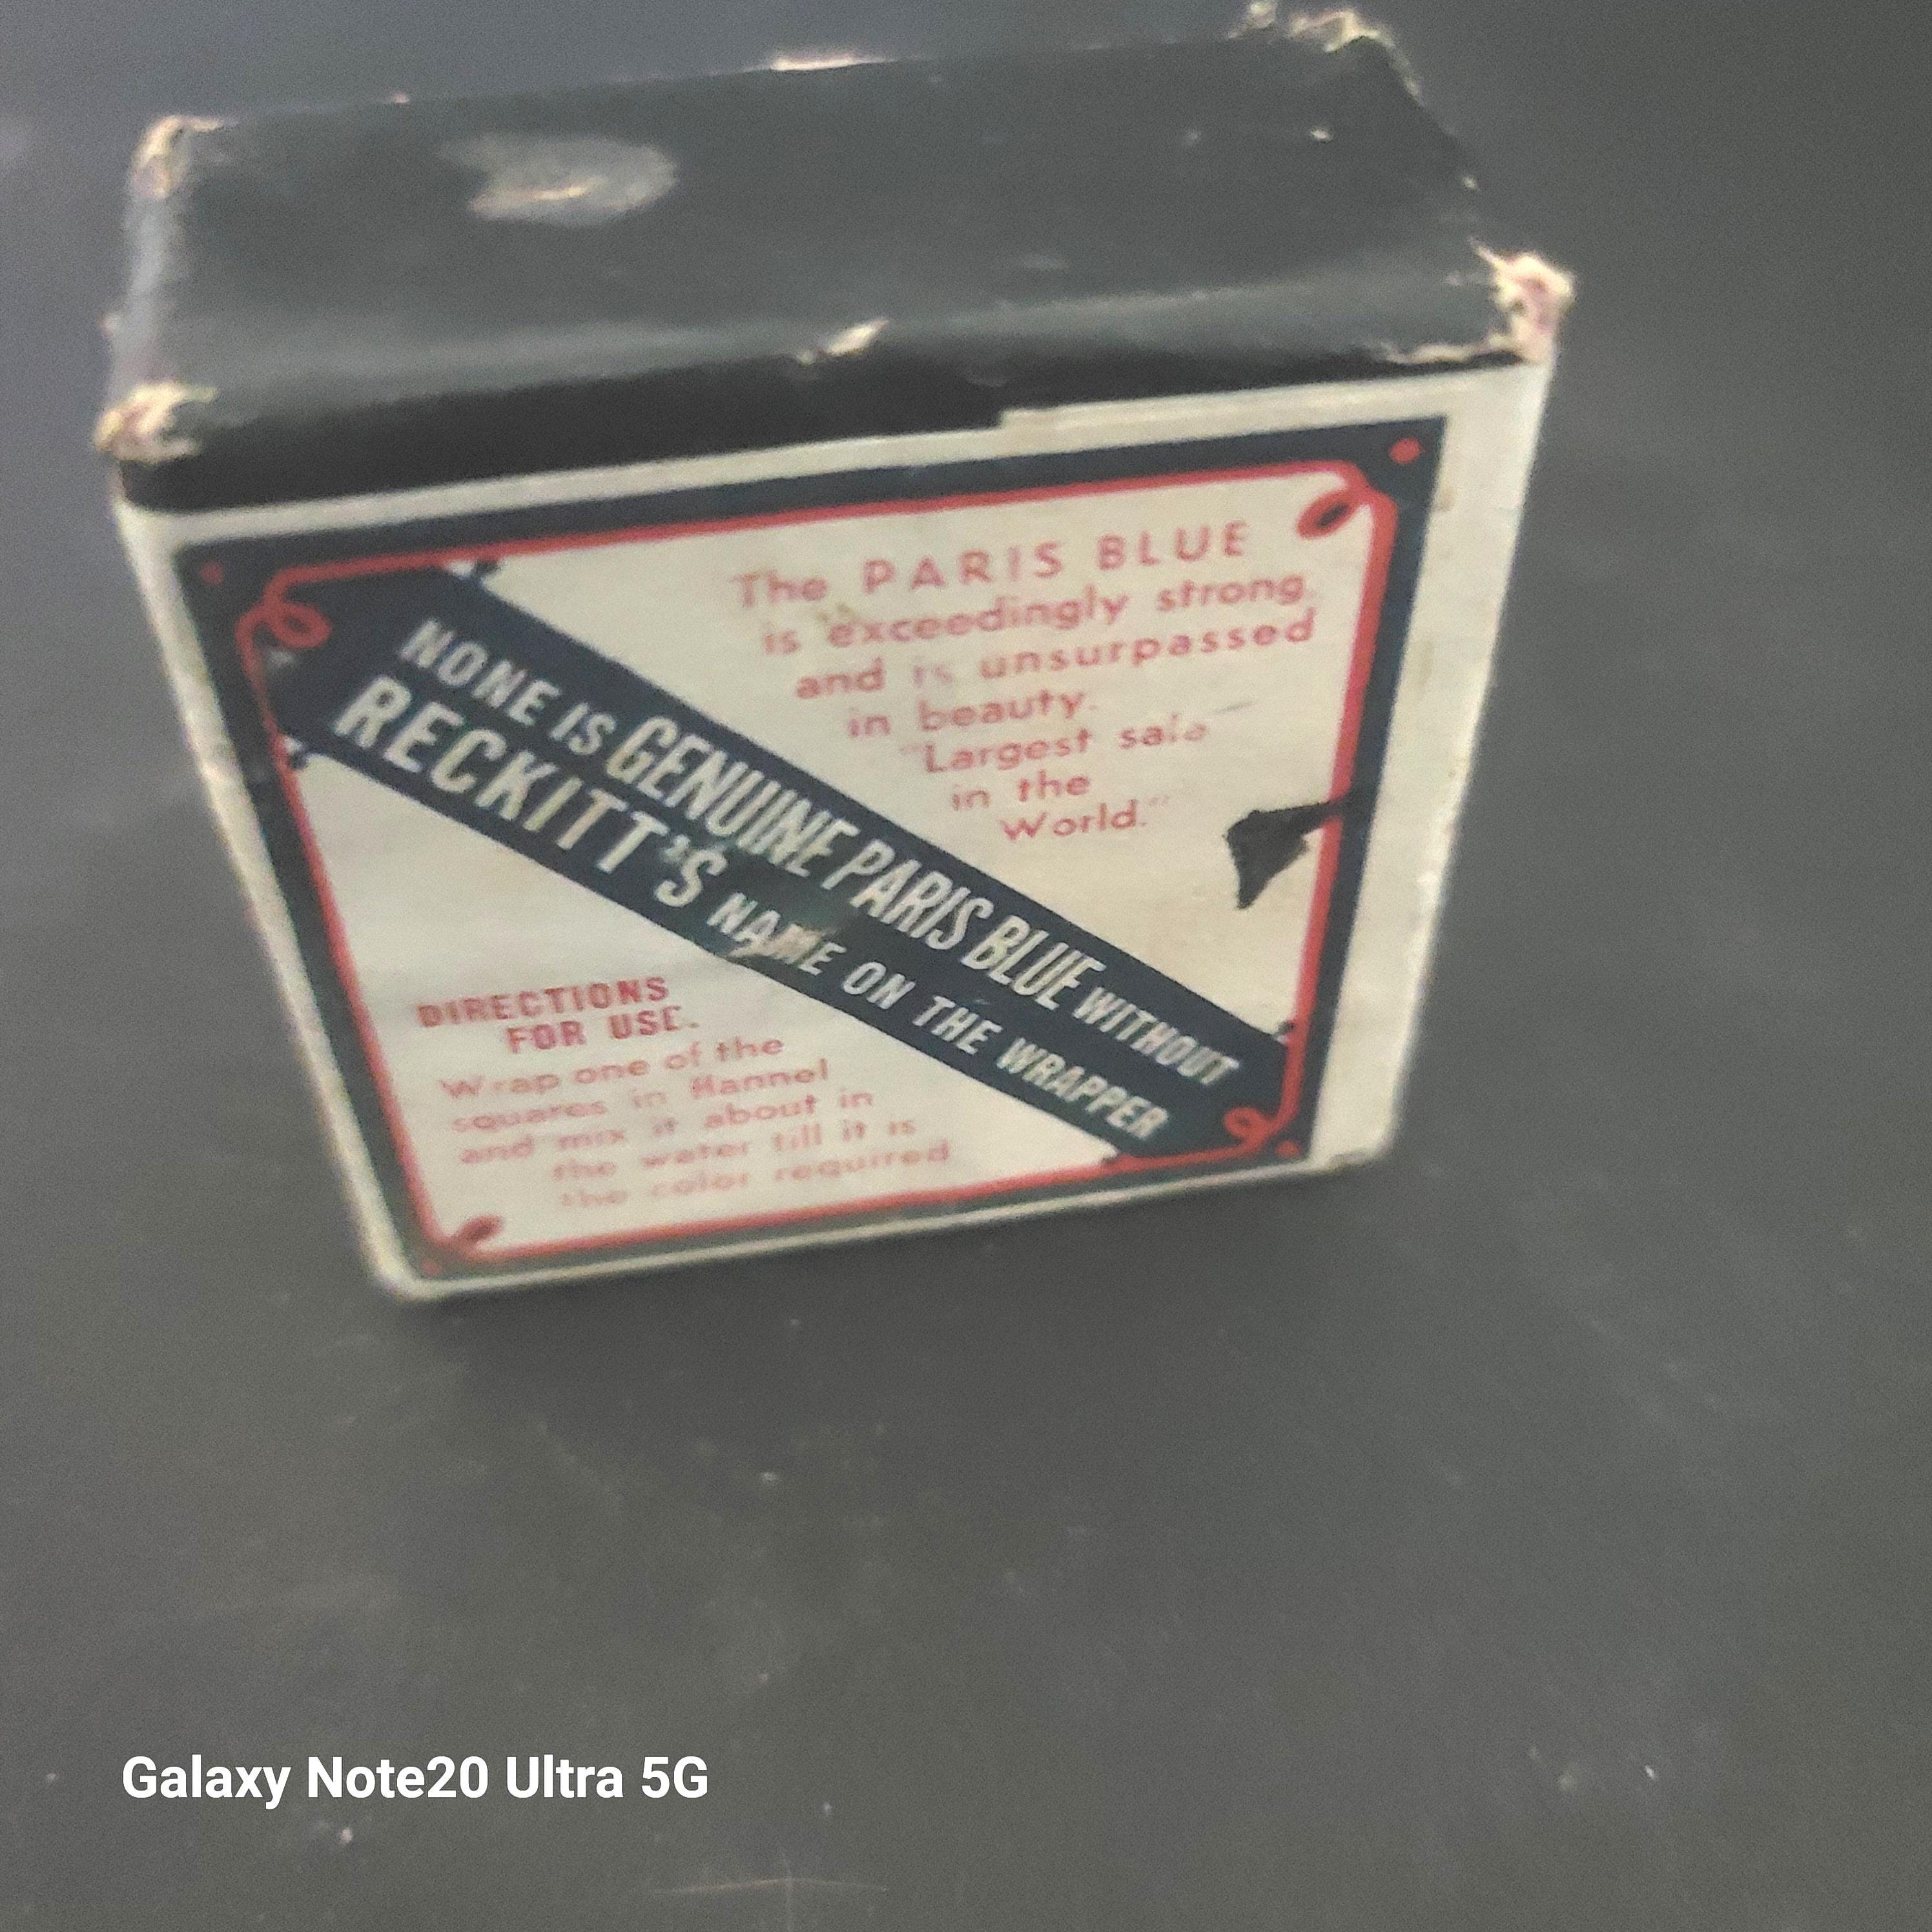 The PARIS BLUE
is exceedingly strong,
and is unsurpassed
in beauty.
"Largest sale
in the
World."
NONE IS GENUINE PARIS BLUE WITHOUT
RECKITT'S NAME ON THE WRAPPER
DIRECTIONS
FOR USE.
Wrap one of the
squares in flannel
and mix it about in
the water till it is
the color required
Galaxy Note20 Ultra 5G